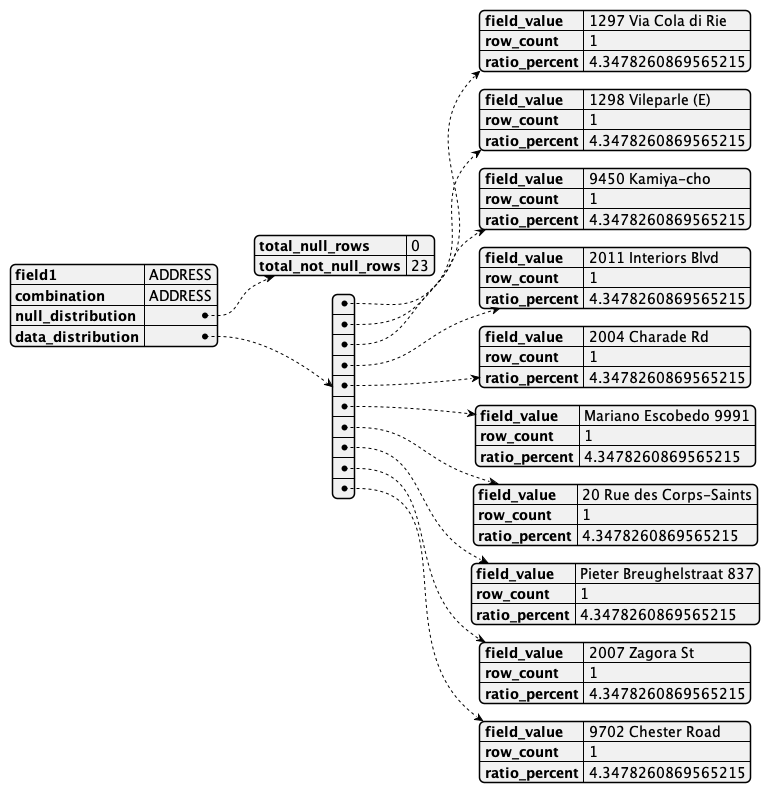 field1 ADDRESS
combination ADDRESS
null_distribution
data_distribution
total_null_rows 0
total_not_null_rows 23
field_value 1297 Via Cola di Rie
row_count 1
ratio_percent 4.3478260869565215
field_value 1298 Vileparle (E)
row_count 1
ratio_percent 4.3478260869565215
field_value 9450 Kamiya-cho
row_count 1
ratio_percent 4.3478260869565215
field_value 2011 Interiors Blvd
row_count 1
ratio_percent 4.3478260869565215
field_value 2004 Charade Rd
row_count 1
ratio_percent 4.3478260869565215
field_value Mariano Escobedo 9991
row_count 1
ratio_percent 4.3478260869565215
field_value 20 Rue des Corps-Saints
row_count 1
ratio_percent 4.3478260869565215
field_value Pieter Breughelstraat 837
row_count 1
ratio_percent 4.3478260869565215
field_value 2007 Zagora St
row_count 1
ratio_percent 4.3478260869565215
field_value 9702 Chester Road
row_count 1
ratio_percent 4.3478260869565215